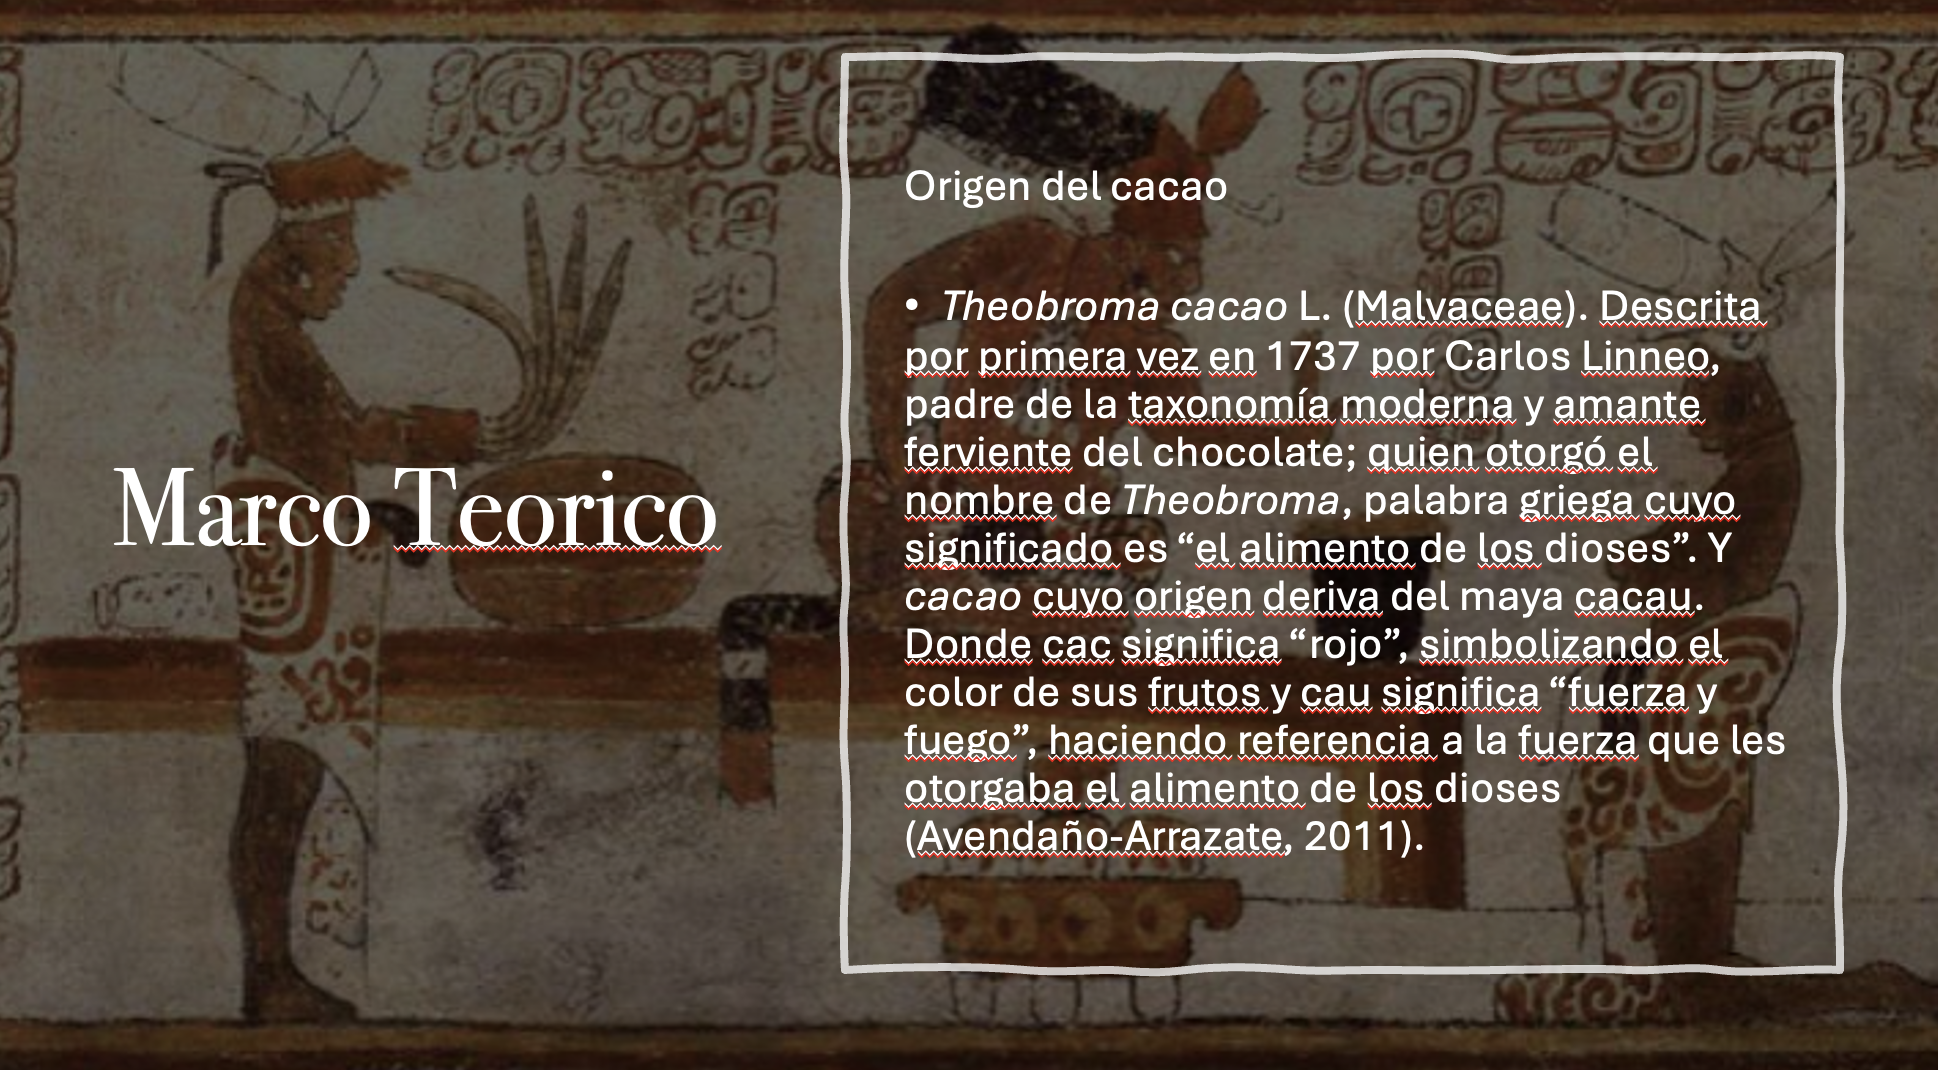 Marco Teorico
Origen del cacao
• Theobroma cacao L. (Malvaceae). Descrita
por primera vez en 1737 por Carlos Linneo,
padre de la taxonomía moderna y amante
ferviente del chocolate; quien otorgó el
nombre de Theobroma, palabra griega cuyo
significado es “el alimento de los dioses”. Y
cacao cuyo origen deriva del maya cacau.
Donde cac significa “rojo”, simbolizando el
color de sus frutos y cau significa “fuerza y
fuego”, haciendo referencia a la fuerza que les
otorgaba el alimento de los dioses
(Avendaño-Arrazate, 2011).